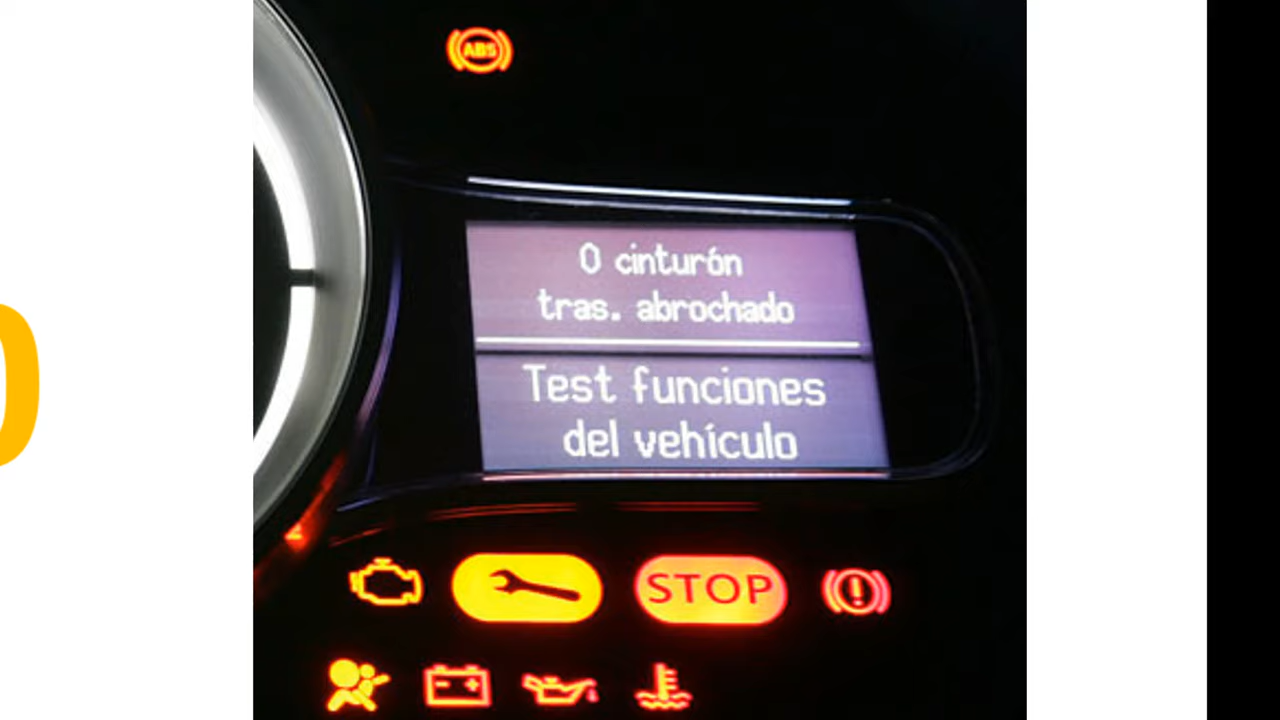 ABS
0 cinturón
tras. abrochado
Test funciones
del vehículo
STOP